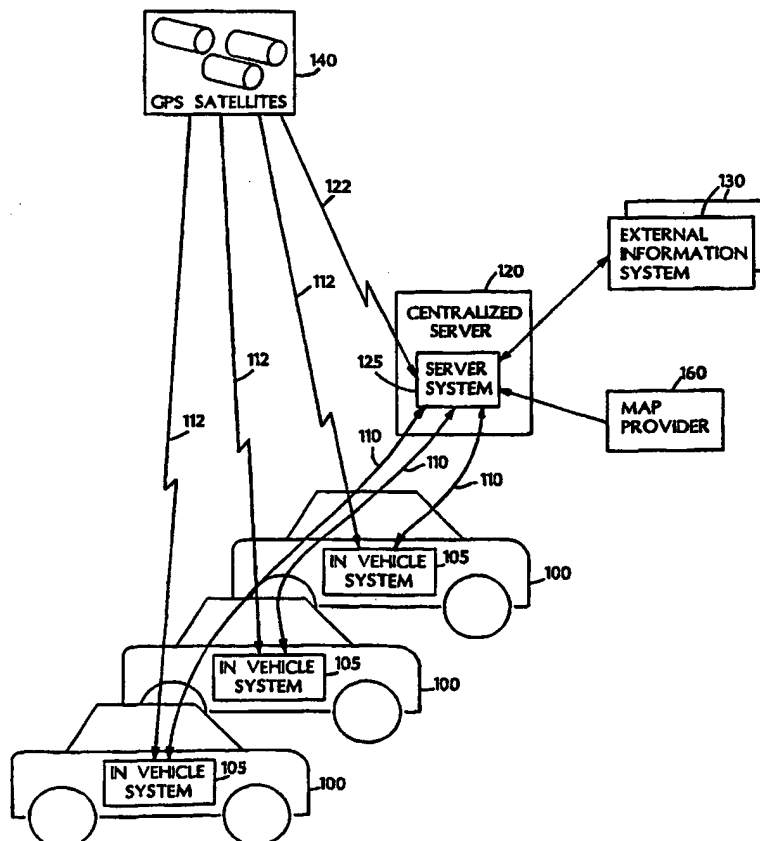 140
GPS SATELLITES
122
130
EXTERNAL
INFORMATION
SYSTEM
120
CENTRALIZED
SERVER
112
125
SERVER
SYSTEM
160
MAP
PROVIDER
112
112
110
110
110
IN VEHICLE
SYSTEM
105
100
IN VEHICLE
SYSTEM
105
100
IN VEHICLE
SYSTEM
105
100